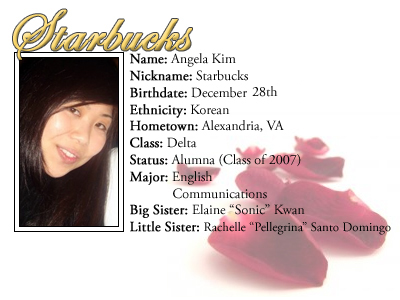 Starbucks
Name: Angela Kim
Nickname: Starbucks
Birthdate: December 28th
Ethnicity: Korean
Hometown: Alexandria, VA
Class: Delta
Status: Alumna (Class of 2007)
Major: English
Communications
Big Sister: Elaine “Sonic” Kwan
Little Sister: Rachelle “Pellegrina” Santo Domingo